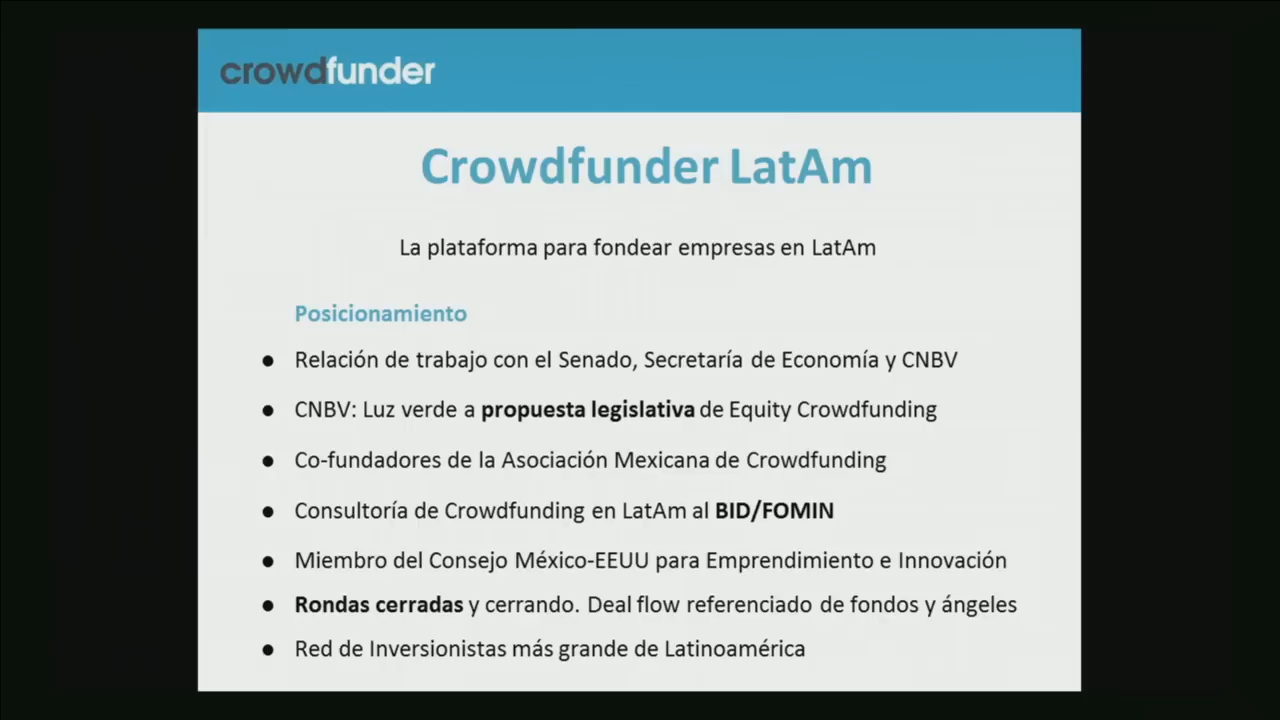 crowdfunder
Crowdfunder LatAm
La plataforma para fondear empresas en LatAm
Posicionamiento
● Relación de trabajo con el Senado, Secretaría de Economía y CNBV
● CNBV: Luz verde a propuesta legislativa de Equity Crowdfunding
● Co-fundadores de la Asociación Mexicana de Crowdfunding
● Consultoría de Crowdfunding en LatAm al BID/FOMIN
● Miembro del Consejo México-EEUU para Emprendimiento e Innovación
● Rondas cerradas y cerrando. Deal flow referenciado de fondos y ángeles
● Red de Inversionistas más grande de Latinoamérica